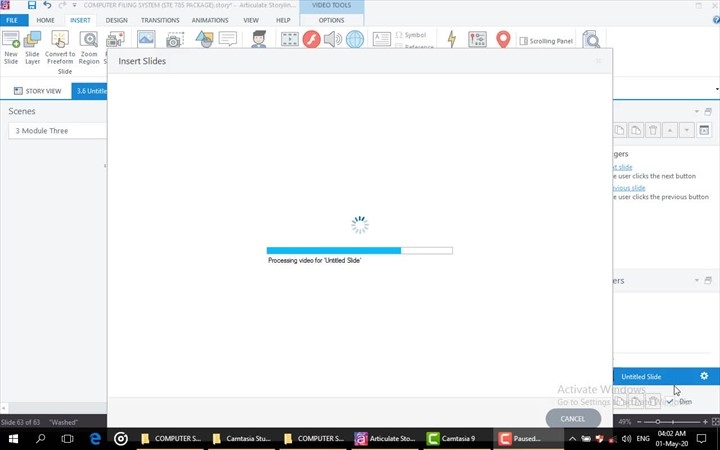 COMPUTER FILING SYSTEM (STE 785 PACKAGE).story* - Articulate Storylin...
VIDEO TOOLS
FILE HOME INSERT DESIGN TRANSITIONS ANIMATIONS VIEW HELP OPTIONS
New Slide
Slide Layer
Convert to Freeform
Zoom Region
Symbol
Reference
Scrolling Panel
Slide
Insert Slides
STORY VIEW
3.6 Untitle
Scenes
3 Module Three
gers
xt slide
e user clicks the next button
vious slide
e user clicks the previous button
Processing video for 'Untitled Slide'
ers
Untitled Slide
Activate Windows
Go to Settings to activate Windows
Dim
CANCEL
Slide 63 of 63 "Washed"
49%
COMPUTER S...
Camtasia Stu...
COMPUTER S...
Articulate Sto...
Camtasia 9
Paused...
04:02 AM
01-May-20